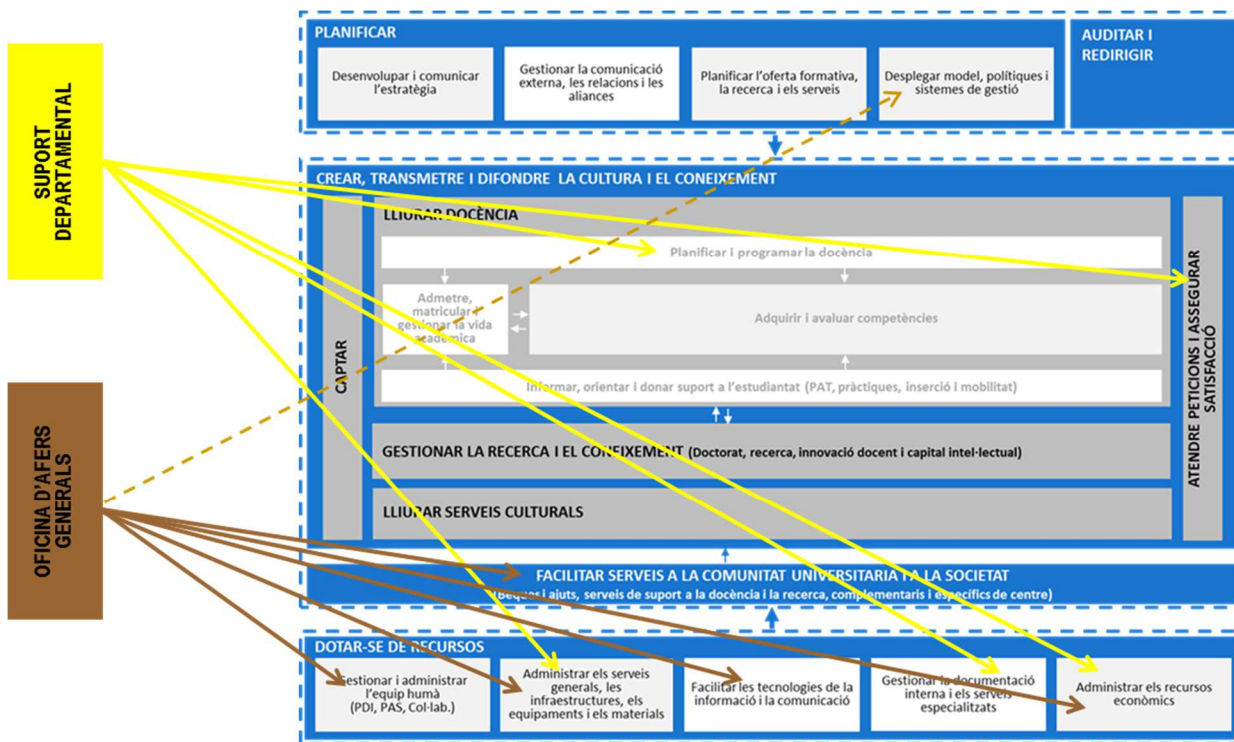 SUPORT
DEPARTAMENTAL
OFICINA D'AFERS
GENERALS
PLANIFICAR
Desenvolupar i comunicar
l'estratègia
Gestionar la comunicació
externa, les relacions i les
aliances
Planificar l'oferta formativa,
la recerca i els serveis
Desplegar model, polítiques i
sistemes de gestió
AUDITAR I
REDIRIGIR
CREAR, TRANSMETRE I DIFONDRE LA CULTURA I EL CONEIXEMENT
CAPTAR
LLIURAR DOCÈNCIA
Planificar i programar la docència
Admetre,
matricular i
gestionar la vida
acadèmica
Adquirir i avaluar competències
Informar, orientar i donar suport a l'estudiantat (PAT, pràctiques, inserció i mobilitat)
GESTIONAR LA RECERCA I EL CONEIXEMENT (Doctorat, recerca, innovació docent i capital intel·lectual)
LLIURAR SERVEIS CULTURALS
ATENDRE PETICIONS I ASSEGURAR
SATISFACCIÓ
FACILITAR SERVEIS A LA COMUNITAT UNIVERSITARIA I A LA SOCIETAT
(Beques i ajuts, serveis de suport a la docència i la recerca, complementaris i específics de centre)
DOTAR-SE DE RECURSOS
Gestionar i administrar
l'equip humà
(PDI, PAS, Col·lab.)
Administrar els serveis
generals, les
infraestructures, els
equipaments i els materials
Facilitar les tecnologies de la
informació i la comunicació
Gestionar la documentació
interna i els serveis
especialitzats
Administrar els recursos
econòmics